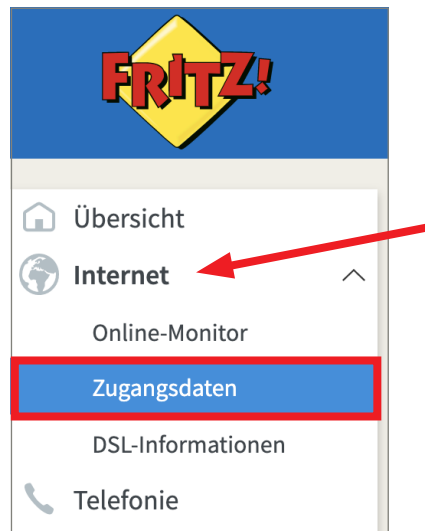 FRITZ!
Übersicht
Internet
Online-Monitor
Zugangsdaten
DSL-Informationen
Telefonie